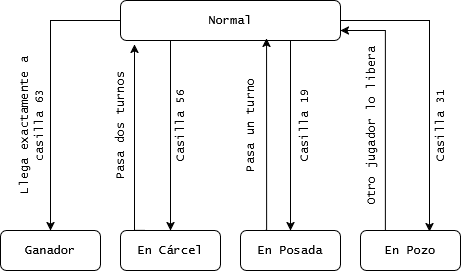 Normal
Llega exactamente a
casilla 63
Pasa dos turnos
Casilla 56
Pasa un turno
Casilla 19
Otro jugador lo libera
Casilla 31
Ganador
En Cárcel
En Posada
En Pozo